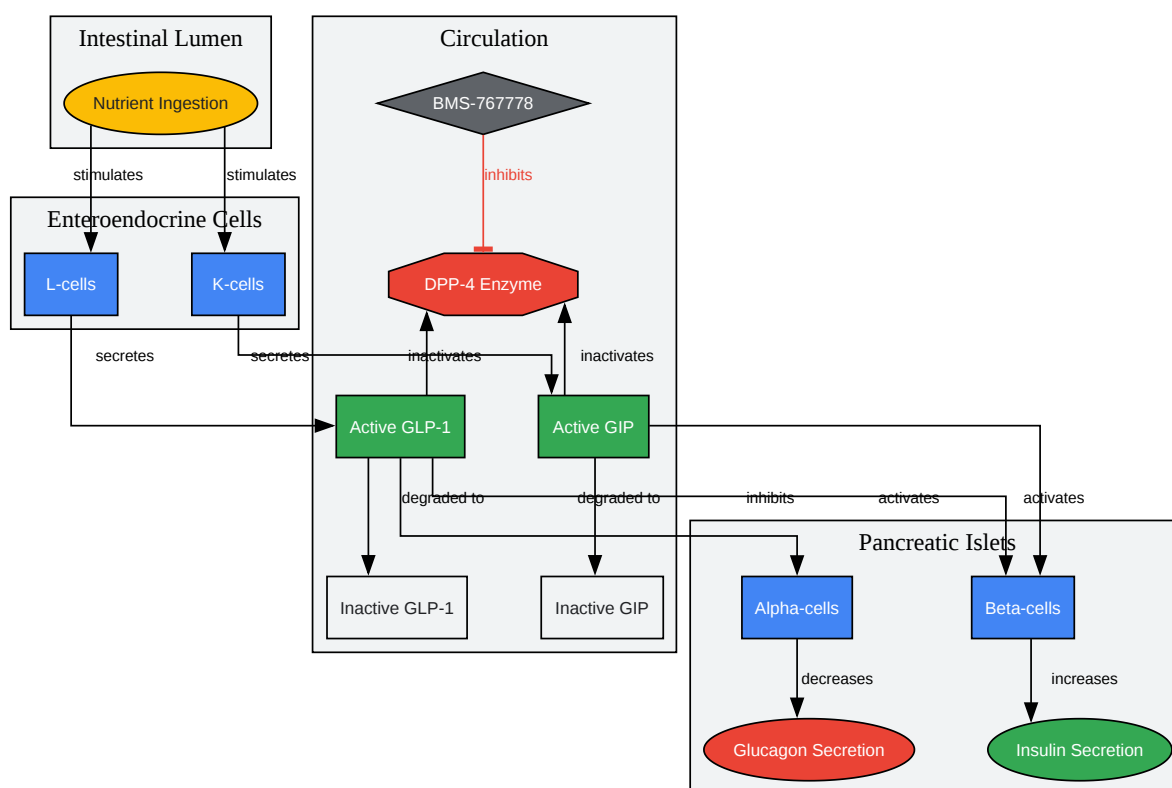 Intestinal Lumen
Circulation
Nutrient Ingestion
BMS-767778
stimulates
stimulates
inhibits
Enteroendocrine Cells
L-cells
K-cells
DPP-4 Enzyme
secretes
secretes
inactivates
inactivates
Active GLP-1
Active GIP
degraded to
degraded to
inhibits
activates
activates
Pancreatic Islets
Inactive GLP-1
Inactive GIP
Alpha-cells
Beta-cells
decreases
increases
Glucagon Secretion
Insulin Secretion